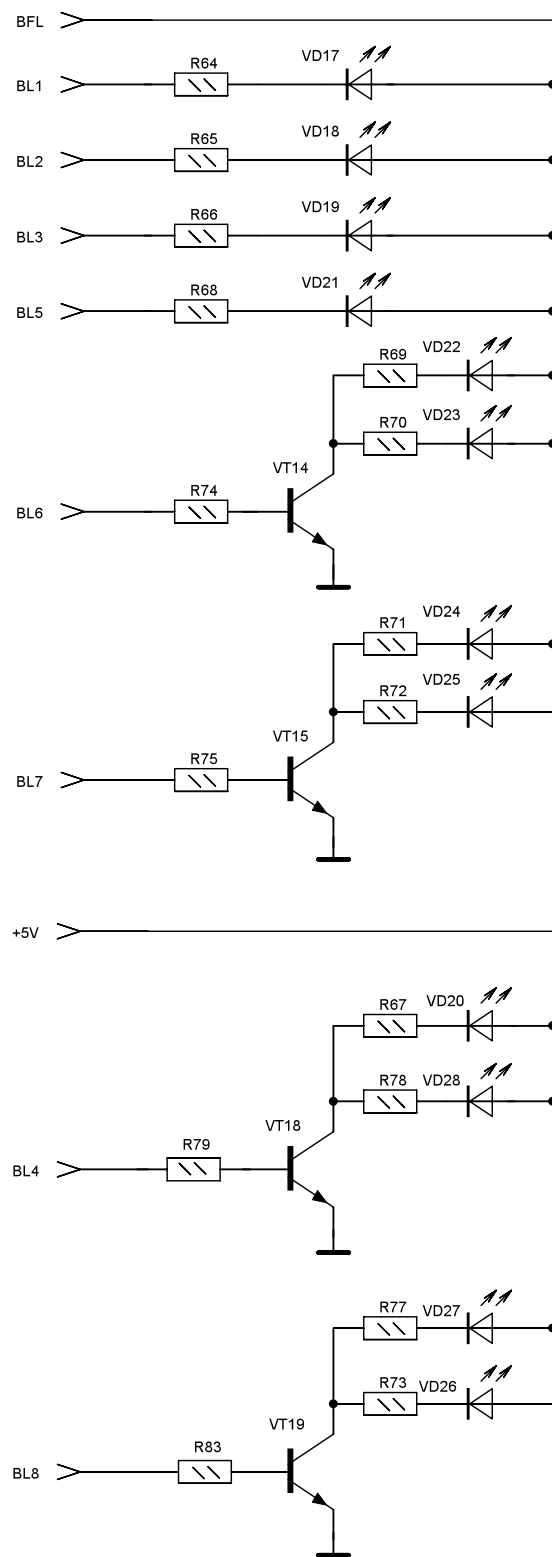 BFL
VD17
R64
BL1
VD18
R65
BL2
VD19
R66
BL3
VD21
R68
BL5
R69
VD22
R70
VD23
VT14
R74
BL6
R71
VD24
R72
VD25
VT15
R75
BL7
+5V
R67
VD20
R78
VD28
VT18
R79
BL4
R77
VD27
R73
VD26
VT19
R83
BL8